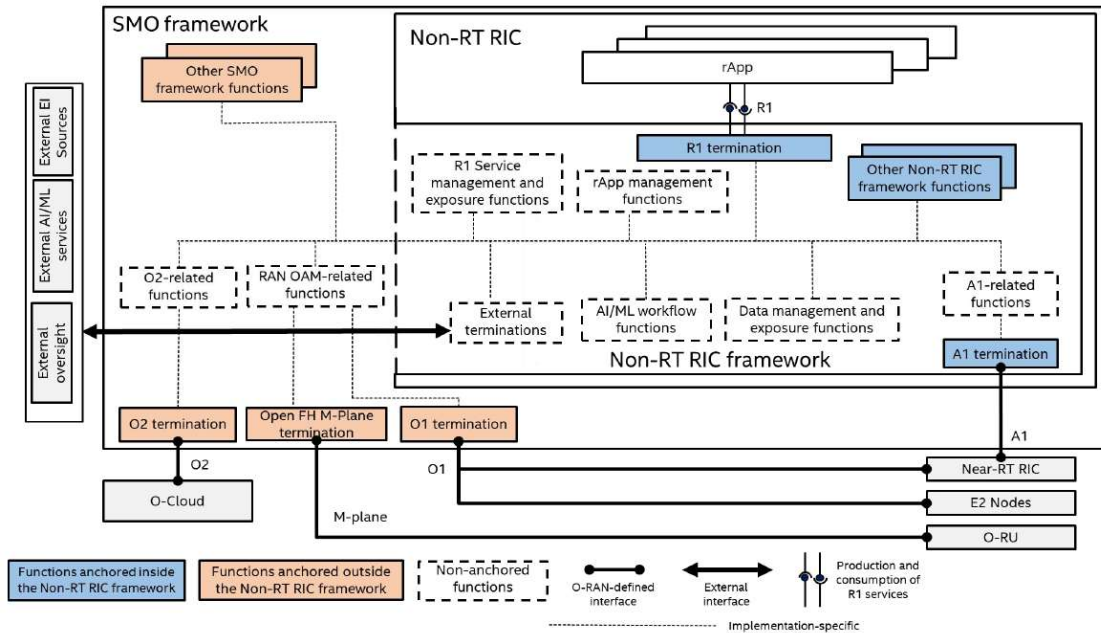 SMO framework
Non-RT RIC
Other SMO
framework functions
rApp
R1
R1 termination
External EI
Sources
External AI/ML
services
External
oversight
R1 Service
management and
exposure functions
rApp management
functions
Other Non-RT RIC
framework functions
O2-related
functions
RAN OAM-related
functions
External
terminations
AI/ML workflow
functions
Data management and
exposure functions
A1-related
functions
Non-RT RIC framework
A1 termination
O2 termination
Open FH M-Plane
termination
O1 termination
O2
O1
A1
O-Cloud
M-plane
Near-RT RIC
E2 Nodes
O-RU
Functions anchored inside
the Non-RT RIC framework
Functions anchored outside
the Non-RT RIC framework
Non-anchored
functions
O-RAN-defined
interface
External
interface
Production and
consumption of
R1 services
Implementation-specific